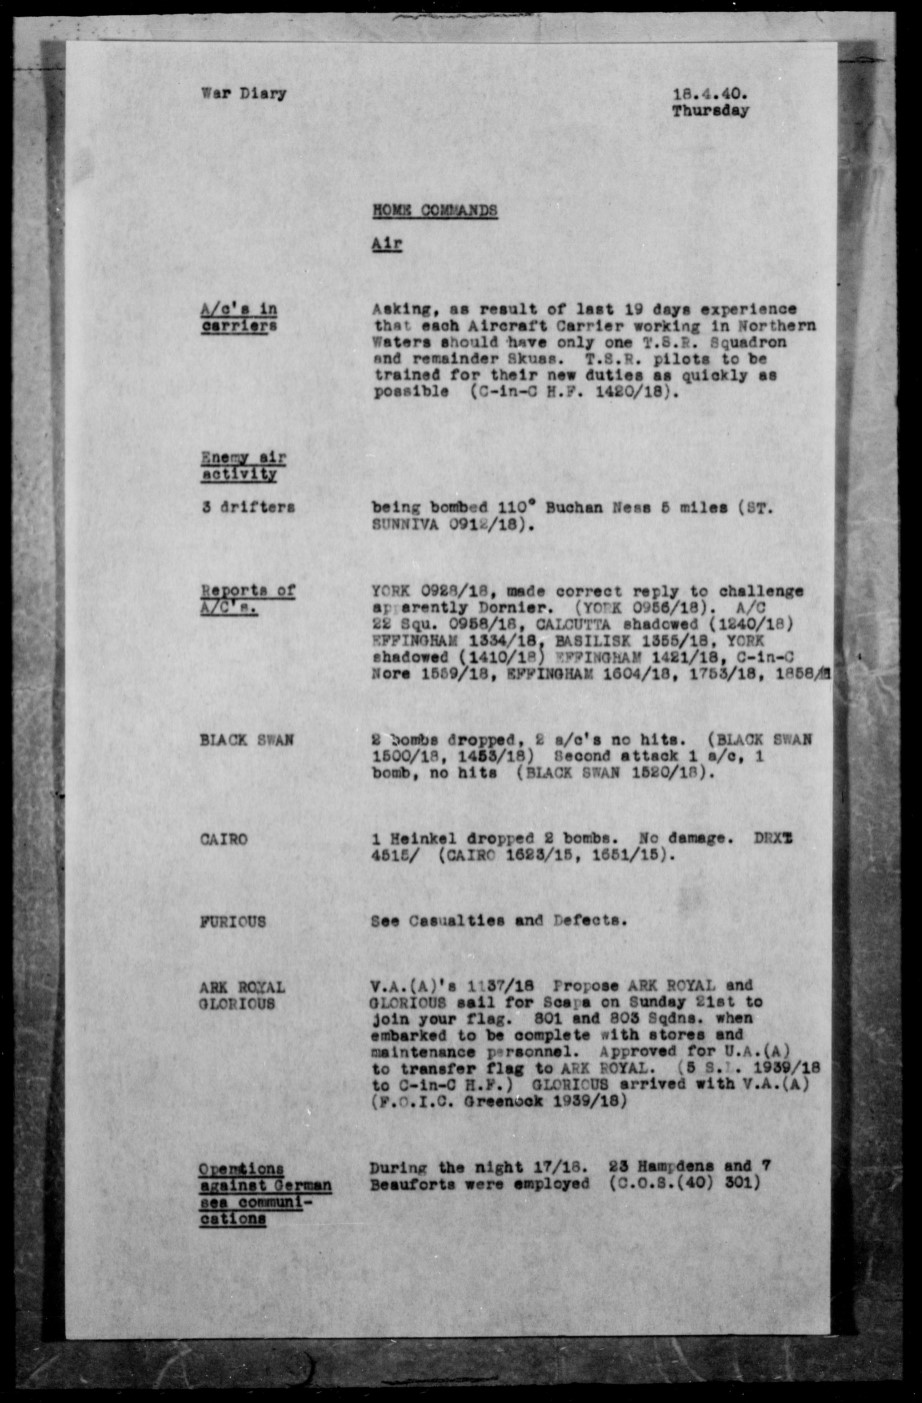 War Diary
18.4.40.
Thursday
HOME COMMANDS
Air
A/c's in
carriers
Asking, as result of last 19 days experience
that each Aircraft Carrier working in Northern
Waters should have only one T.S.R. Squadron
and remainder Skuas. T.S.R. pilots to be
trained for their new duties as quickly as
possible (C-in-C H.F. 1420/18).
Enemy air
activity
3 drifters
being bombed 110° Buchan Ness 5 miles (ST.
SUNNIVA 0912/18).
Reports of
A/C's.
YORK 0928/18, made correct reply to challenge
apparently Dornier. (YORK 0956/18). A/C
22 Squ. 0958/18, CALCUTTA shadowed (1240/18)
EFFINGHAM 1334/18, BASILISK 1355/18, YORK
shadowed (1410/18) EFFINGHAM 1421/18, C-in-C
Nore 1559/18, EFFINGHAM 1604/18, 1753/18, 1858/18
BLACK SWAN
2 bombs dropped, 2 a/c's no hits. (BLACK SWAN
1500/18, 1453/18) Second attack 1 a/c, 1
bomb, no hits (BLACK SWAN 1520/18).
CAIRO
1 Heinkel dropped 2 bombs. No damage.
4515/ (CAIRO 1623/15, 1651/15).
FURIOUS
See Casualties and Defects.
ARK ROYAL
GLORIOUS
V.A.(A)'s 1137/18 Propose ARK ROYAL and
GLORIOUS sail for Scapa on Sunday 21st to
join your flag. 801 and 803 Sqdns. when
embarked to be complete with stores and
maintenance personnel. Approved for U.A.(A)
to transfer flag to ARK ROYAL. (5 S.L. 1939/18
to C-in-C H.F.) GLORIOUS arrived with V.A.(A)
(F.O.I.C. Greenock 1939/18)
Operations
against German
sea communi-
cations
During the night 17/18. 23 Hampdens and 7
Beauforts were employed (C.O.S.(40) 301)